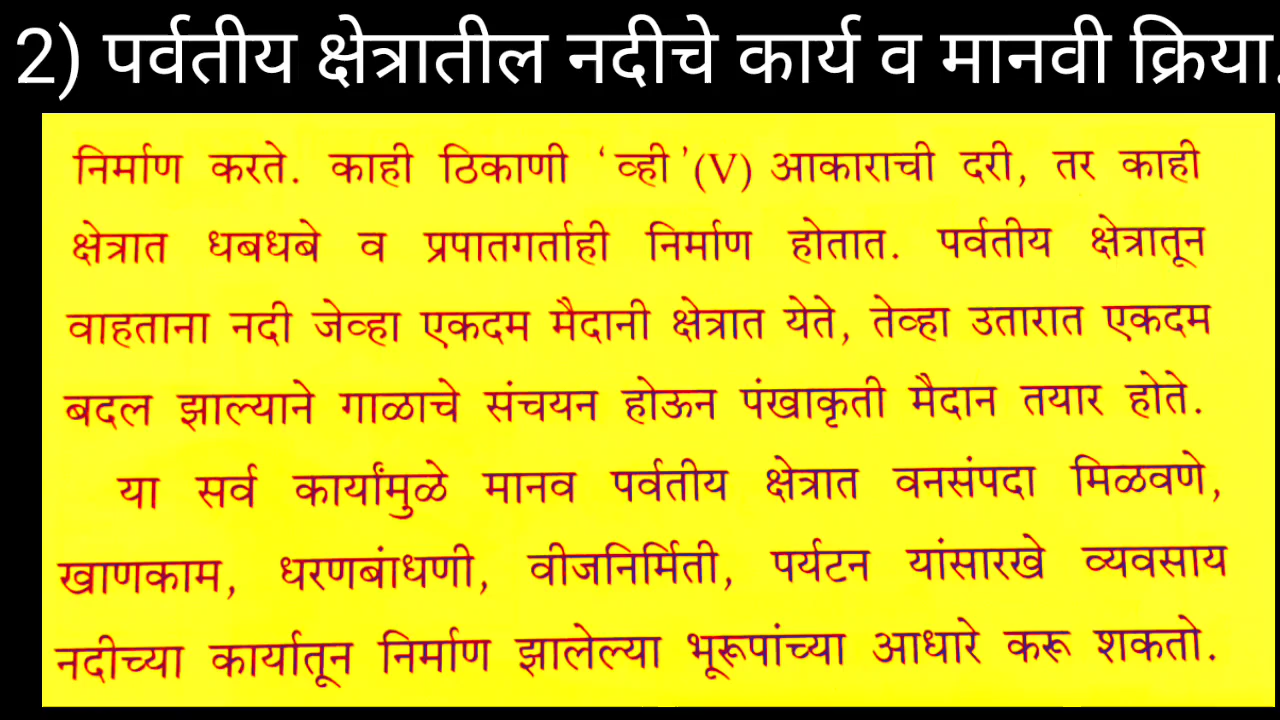 2) पर्वतीय क्षेत्रातील नदीचे कार्य व मानवी क्रिया.
निर्माण करते. काही ठिकाणी ‘व्ही’(V) आकाराची दरी, तर काही
क्षेत्रात धबधबे व प्रपातगर्ताही निर्माण होतात. पर्वतीय क्षेत्रातून
वाहताना नदी जेव्हा एकदम मैदानी क्षेत्रात येते, तेव्हा उतारात एकदम
बदल झाल्याने गाळाचे संचयन होऊन पंखाकृती मैदान तयार होते.
या सर्व कार्यांमुळे मानव पर्वतीय क्षेत्रात वनसंपदा मिळवणे,
खाणकाम, धरणबांधणी, वीजनिर्मिती, पर्यटन यांसारखे व्यवसाय
नदीच्या कार्यातून निर्माण झालेल्या भूरूपांच्या आधारे करू शकतो.